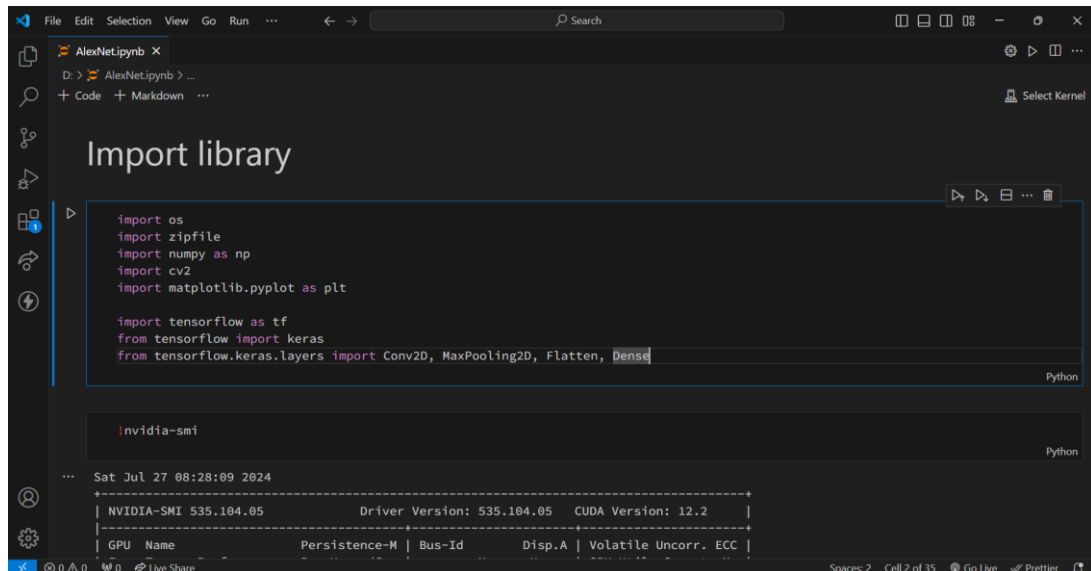 File Edit Selection View Go Run ··· Search
AlexNet.ipynb
D: > AlexNet.ipynb > ...
+ Code + Markdown ··· Select Kernel
Import library
import os
import zipfile
import numpy as np
import cv2
import matplotlib.pyplot as plt
import tensorflow as tf
from tensorflow import keras
from tensorflow.keras.layers import Conv2D, MaxPooling2D, Flatten, Dense
Python
1
!nvidia-smi
Python
Sat Jul 27 08:28:09 2024
+-----------------------------------------------------------------------------+
| NVIDIA-SMI 535.104.05 Driver Version: 535.104.05 CUDA Version: 12.2 |
|-------------------------------+----------------------+----------------------+
| GPU Name Persistence-M | Bus-Id Disp.A | Volatile Uncorr. ECC |
0 0 0 Live Share Spaces: 2 Cell 2 of 35 Go Live Prettier